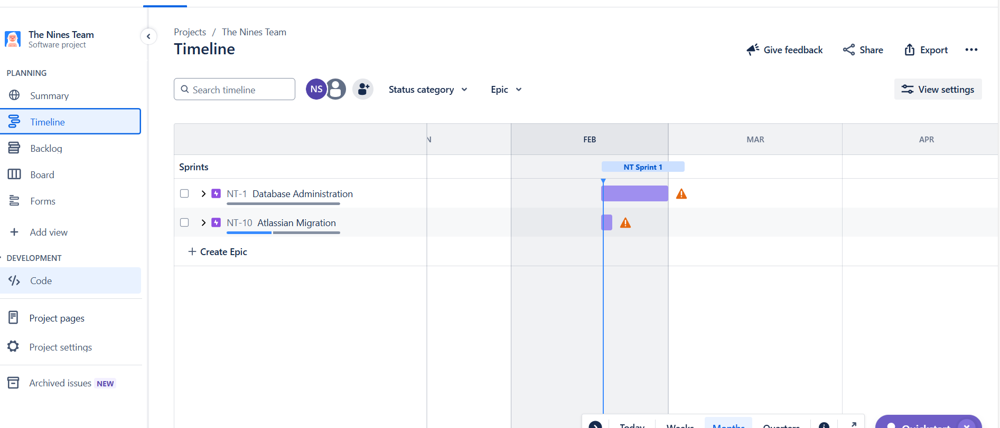 The Nines Team
Software project
PLANNING
Summary
Timeline
Backlog
Board
Forms
Add view
DEVELOPMENT
Code
Project pages
Project settings
Archived issues NEW
Projects / The Nines Team
Timeline
Give feedback
Share
Export
Search timeline
NS
Status category
Epic
View settings
N
FEB
MAR
APR
Sprints
NT Sprint 1
NT-1 Database Administration
NT-10 Atlassian Migration
Create Epic
Today
Weeks
Months
Quarters
Quickstart